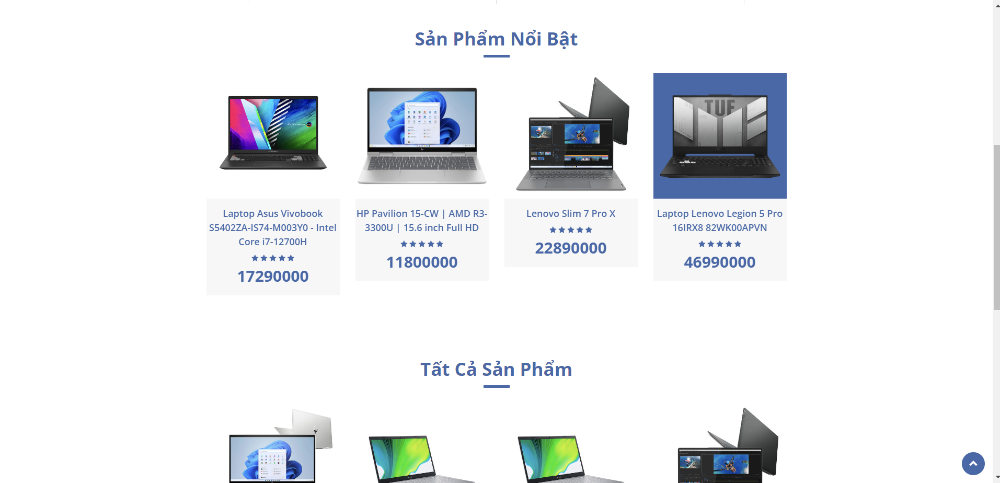 Sản Phẩm Nổi Bật
TUF
Laptop Asus Vivobook
S5402ZA-IS74-M003Y0 - Intel
Core i7-12700H
17290000
HP Pavilion 15-CW | AMD R3-
3300U | 15.6 inch Full HD
11800000
Lenovo Slim 7 Pro X
22890000
Laptop Lenovo Legion 5 Pro
16IRX8 82WK00APVN
46990000
Tất Cả Sản Phẩm